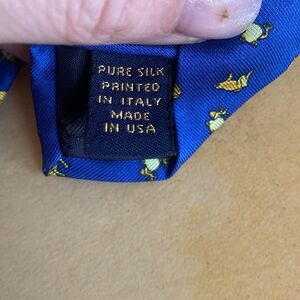 PURE SILK
PRINTED
IN ITALY
MADE
IN USA